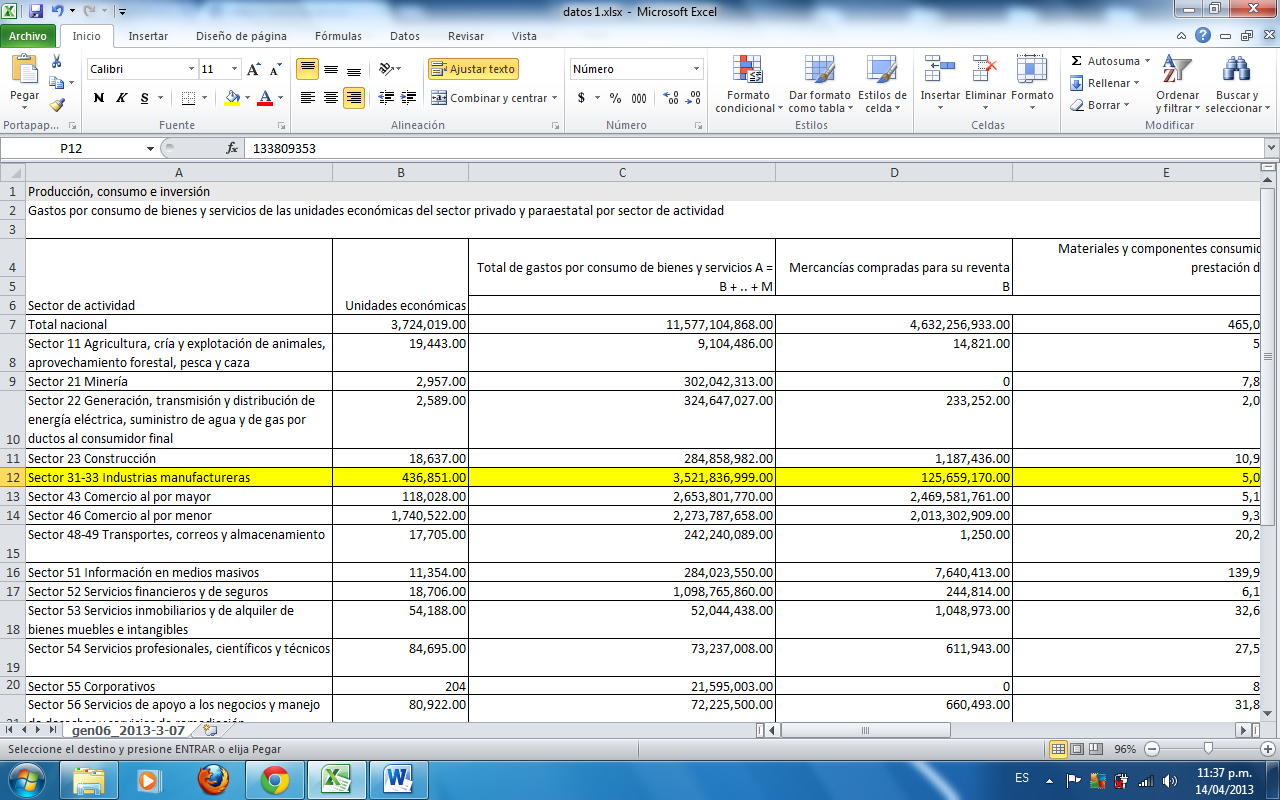 datos 1.xlsx - Microsoft Excel
Archivo Inicio Insertar Diseño de página Fórmulas Datos Revisar Vista
Pegar
Calibri 11
N K S
Ajustar texto
Combinar y centrar
Número
$ % 000
Formato condicional
Dar formato como tabla
Estilos de celda
Insertar Eliminar Formato
Autosuma
Rellenar
Borrar
Ordenar y filtrar
Buscar y seleccionar
Portapap... Fuente Alineación Número Estilos Celdas Modificar
P12 fx 133809353
A B C D E
1 Producción, consumo e inversión
2 Gastos por consumo de bienes y servicios de las unidades económicas del sector privado y paraestatal por sector de actividad
3
Materiales y componentes consumid
4 Total de gastos por consumo de bienes y servicios A = Mercancías compradas para su reventa prestación d
5 B + .. + M B
6 Sector de actividad Unidades económicas
7 Total nacional 3,724,019.00 11,577,104,868.00 4,632,256,933.00 465,0
Sector 11 Agricultura, cría y explotación de animales, 19,443.00 9,104,486.00 14,821.00 5
8 aprovechamiento forestal, pesca y caza
9 Sector 21 Minería 2,957.00 302,042,313.00 0 7,8
Sector 22 Generación, transmisión y distribución de 2,589.00 324,647,027.00 233,252.00 2,0
energía eléctrica, suministro de agua y de gas por
10 ductos al consumidor final
11 Sector 23 Construcción 18,637.00 284,858,982.00 1,187,436.00 10,9
12 Sector 31-33 Industrias manufactureras 436,851.00 3,521,836,999.00 125,659,170.00 5,0
13 Sector 43 Comercio al por mayor 118,028.00 2,653,801,770.00 2,469,581,761.00 5,1
14 Sector 46 Comercio al por menor 1,740,522.00 2,273,787,658.00 2,013,302,909.00 9,3
Sector 48-49 Transportes, correos y almacenamiento 17,705.00 242,240,089.00 1,250.00 20,2
15
16 Sector 51 Información en medios masivos 11,354.00 284,023,550.00 7,640,413.00 139,9
17 Sector 52 Servicios financieros y de seguros 18,706.00 1,098,765,860.00 244,814.00 6,1
Sector 53 Servicios inmobiliarios y de alquiler de 54,188.00 52,044,438.00 1,048,973.00 32,6
18 bienes muebles e intangibles
Sector 54 Servicios profesionales, científicos y técnicos 84,695.00 73,237,008.00 611,943.00 27,5
19
20 Sector 55 Corporativos 204 21,595,003.00 0 8
Sector 56 Servicios de apoyo a los negocios y manejo 80,922.00 72,225,500.00 660,493.00 31,8
gen06_2013-3-07
Seleccione el destino y presione ENTRAR o elija Pegar 96%
ES 11:37 p.m.
14/04/2013